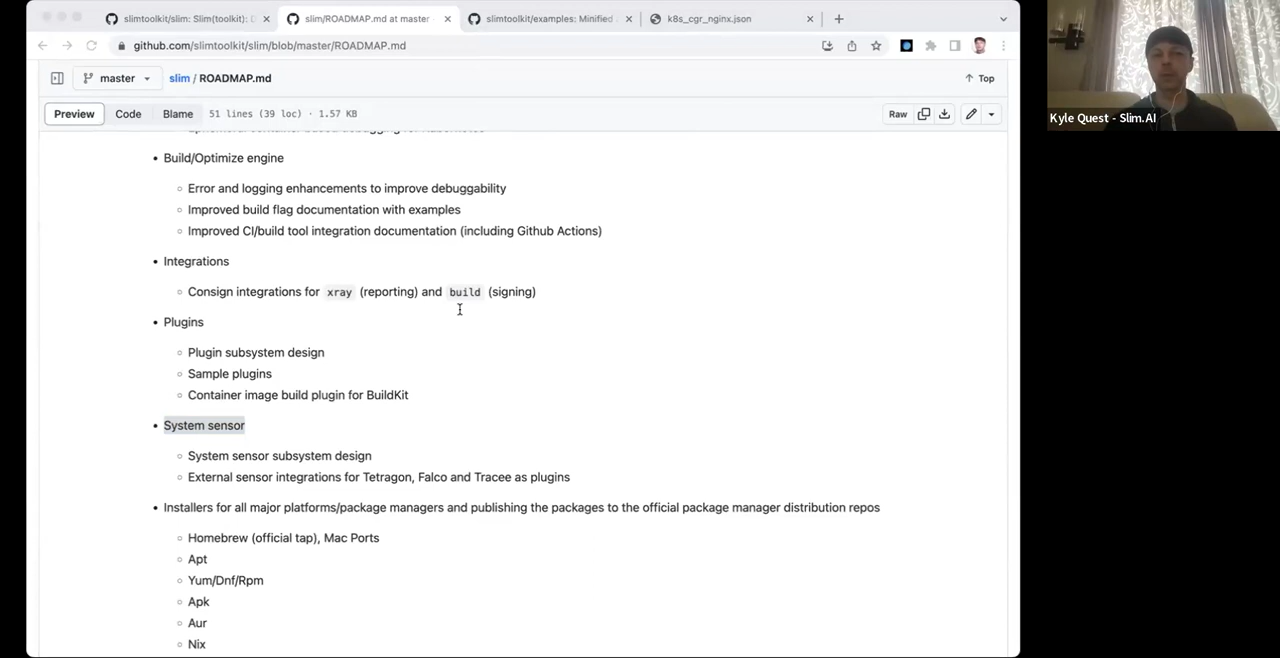 slimtoolkit/slim: Slim(toolkit): D
slim/ROADMAP.md at master
slimtoolkit/examples: Minified
k8s_cgr_nginx.json
github.com/slimtoolkit/slim/blob/master/ROADMAP.md
master
slim / ROADMAP.md
Top
Preview
Code
Blame
51 lines (39 loc) · 1.57 KB
Raw
• Build/Optimize engine
◦ Error and logging enhancements to improve debuggability
◦ Improved build flag documentation with examples
◦ Improved CI/build tool integration documentation (including Github Actions)
• Integrations
◦ Consign integrations for xray (reporting) and build (signing)
• Plugins
◦ Plugin subsystem design
◦ Sample plugins
◦ Container image build plugin for BuildKit
• System sensor
◦ System sensor subsystem design
◦ External sensor integrations for Tetragon, Falco and Tracee as plugins
• Installers for all major platforms/package managers and publishing the packages to the official package manager distribution repos
◦ Homebrew (official tap), Mac Ports
◦ Apt
◦ Yum/Dnf/Rpm
◦ Apk
◦ Aur
◦ Nix
Kyle Quest - Slim.AI